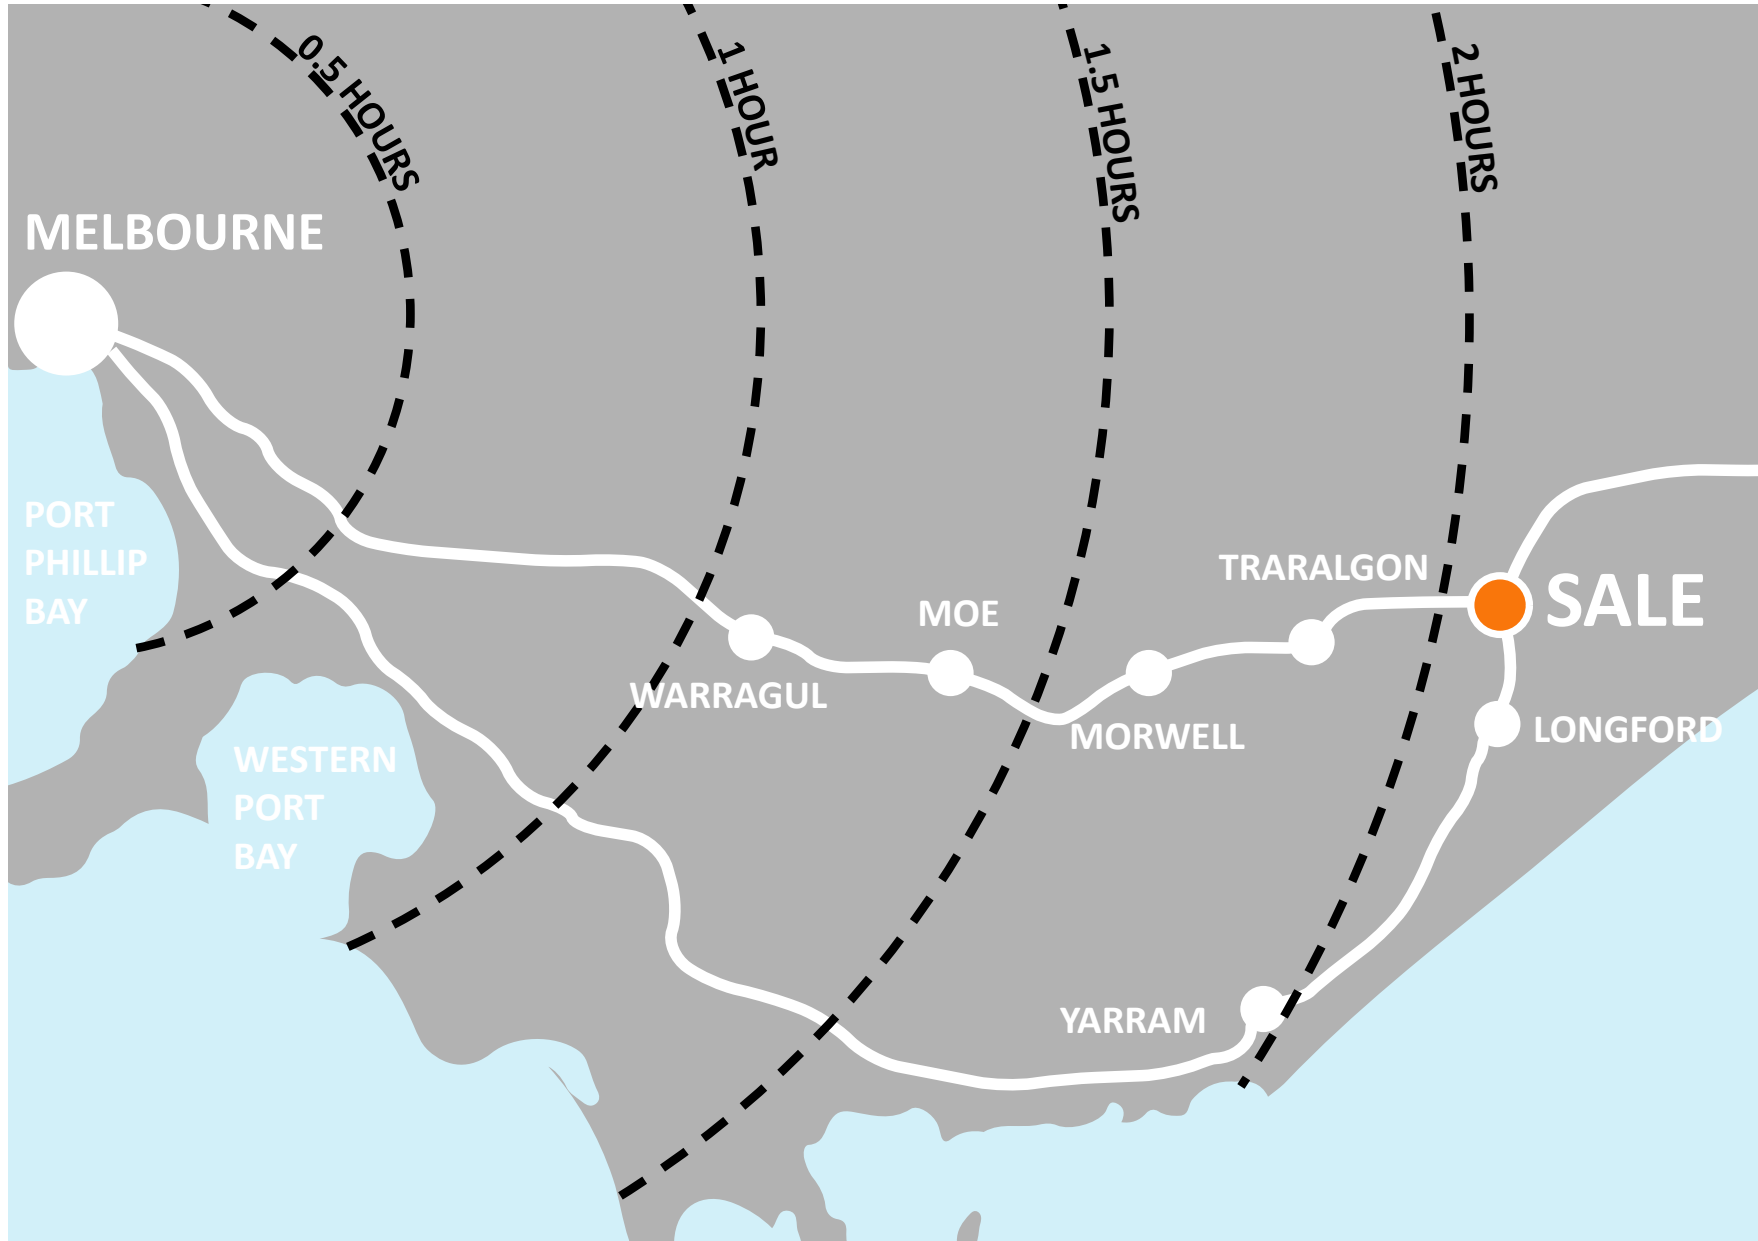 0.5 HOURS
1 HOUR
1.5 HOURS
2 HOURS
MELBOURNE
PORT
PHILLIP
BAY
TRARALGON
SALE
MOE
WARRAGUL
MORWELL
LONGFORD
WESTERN
PORT
BAY
YARRAM